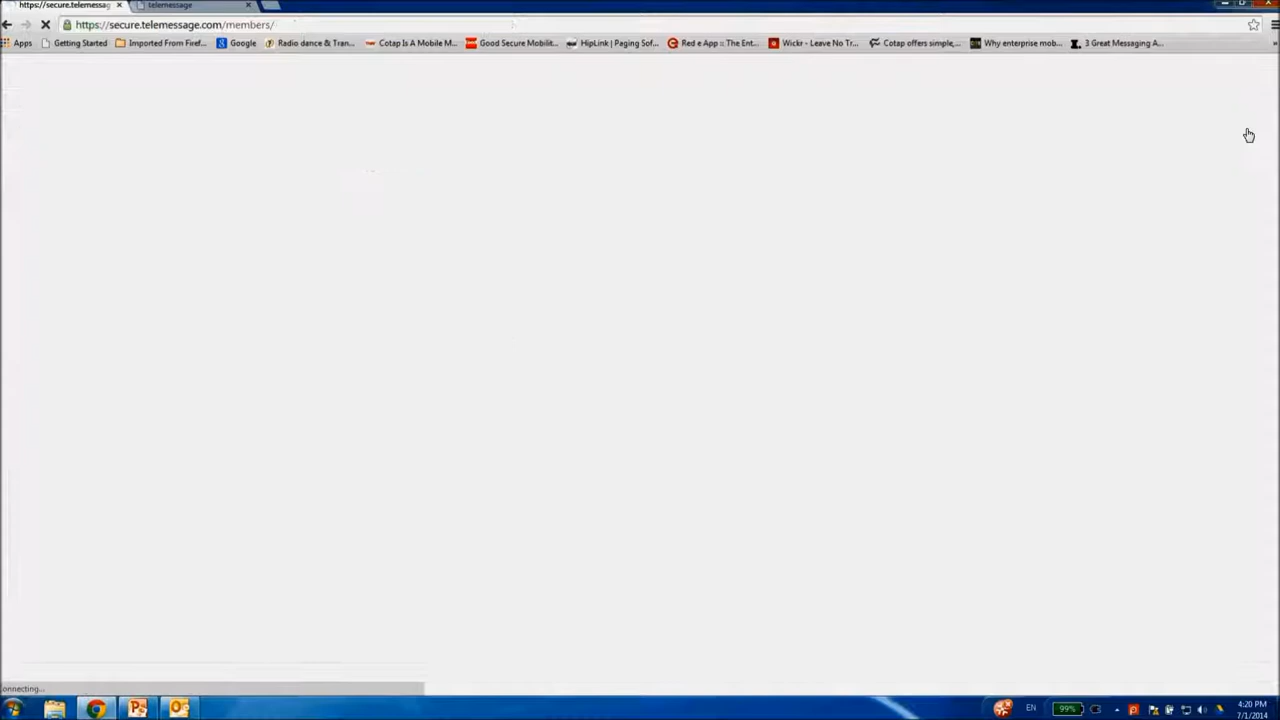 https://secure.telemessag
telemessage
https://secure.telemessage.com/members/
Apps
Getting Started
Imported From Firef...
Google
Radio dance & Tran...
Cotap Is A Mobile M...
Good Secure Mobilit...
HipLink | Paging Sof...
Red e App :: The Ent...
Wickr - Leave No Tr...
Cotap offers simple,...
Why enterprise mob...
3 Great Messaging A...
»
Connecting...
99%
EN
4:20 PM
7/1/2014